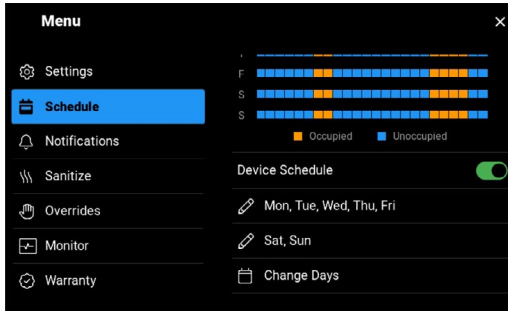 Menu
Settings
Schedule
Notifications
Sanitize
Overrides
Monitor
Warranty
F
S
S
Occupied Unoccupied
Device Schedule
Mon, Tue, Wed, Thu, Fri
Sat, Sun
Change Days